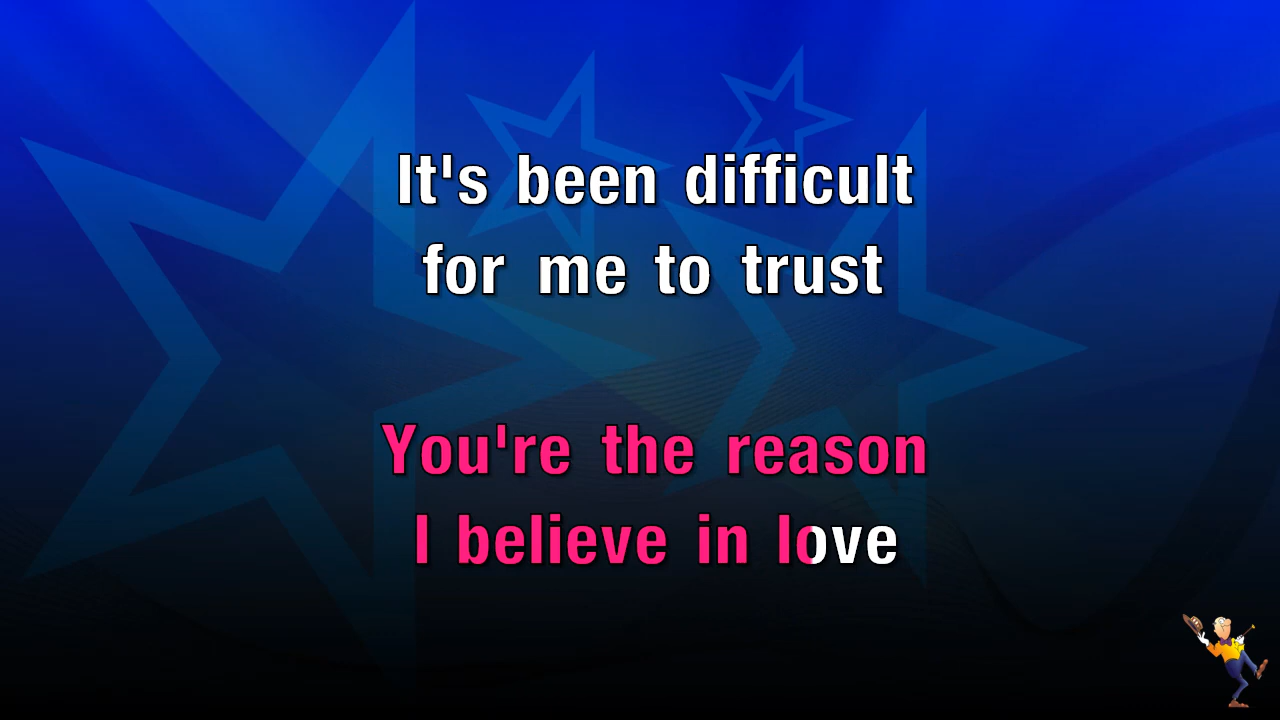 It's been difficult
for me to trust
You're the reason
I believe in love